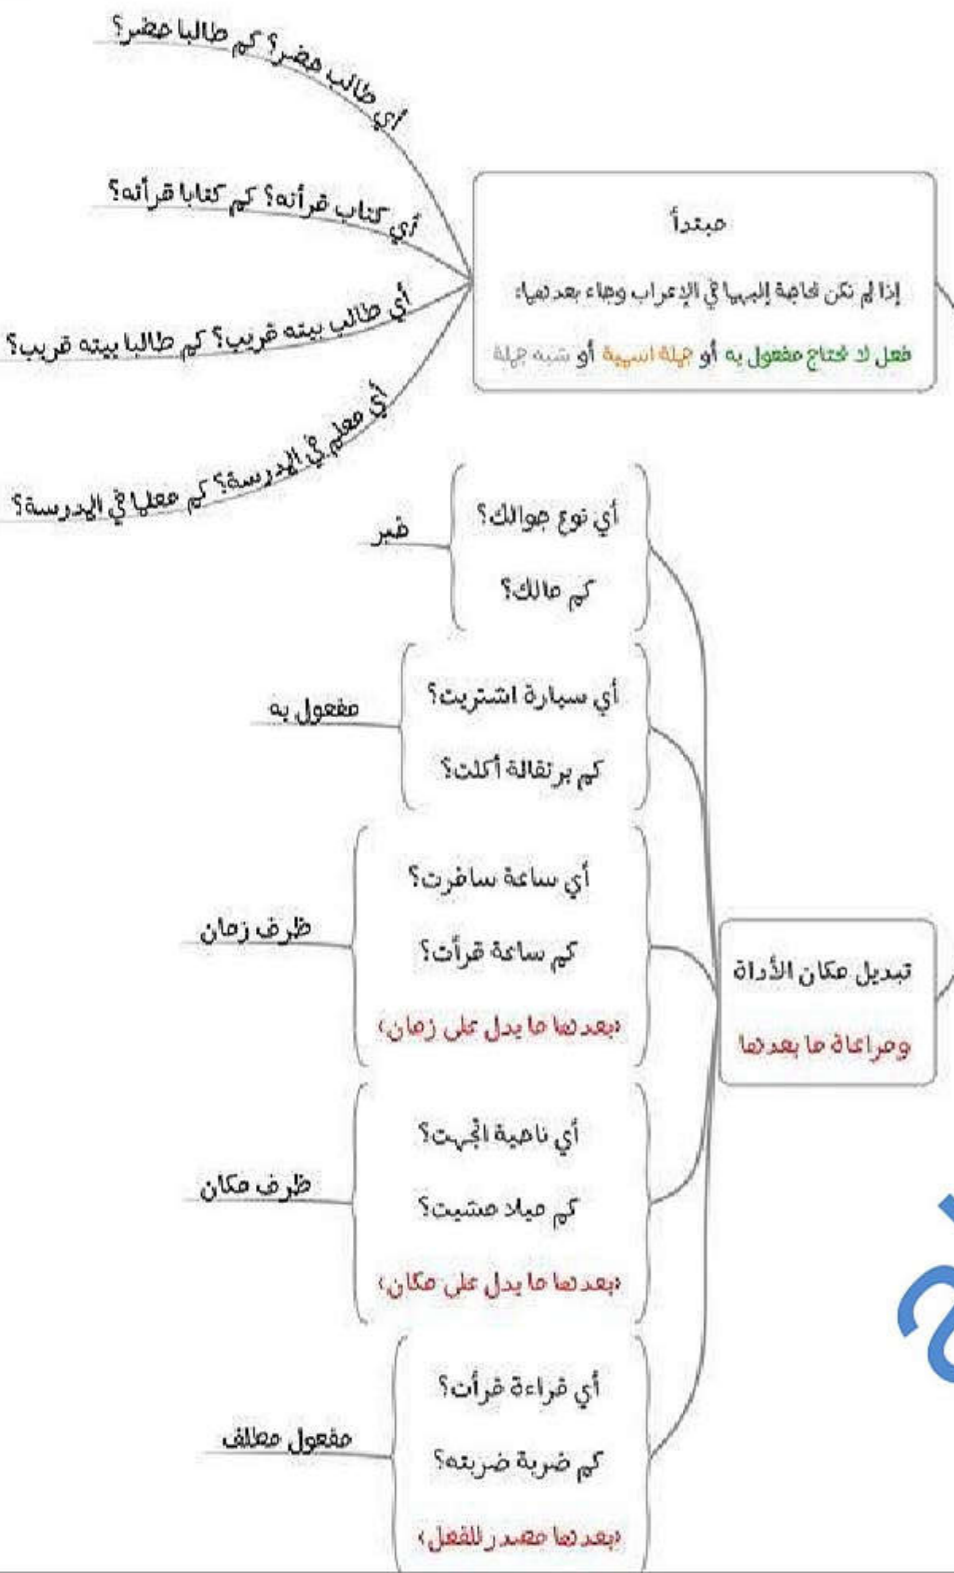 مبتدأ
إذا لم تكن بحاجة إليها في الإعراب وجاء بعدها:
فعل لا يحتاج مفعول به أو جملة اسمية أو شبه جملة
أي طالب حضر؟ كم طالبا حضر؟
أي كتاب قرأته؟ كم كتابا قرأته؟
أي طالب بيته قريب؟ كم طالبا بيته قريب؟
أي معلم في المدرسة؟ كم معلما في المدرسة؟
تبديل مكان الأداة
ومراعاة ما بعدها
أي نوع جوالك؟
كم مالك؟
خبر
أي سيارة اشتريت؟
كم برتقالة أكلت؟
مفعول به
أي ساعة سافرت؟
كم ساعة قرأت؟
«بعدها ما يدل على زمان»
ظرف زمان
أي ناحية اتجهت؟
كم ميلا مشيت؟
«بعدها ما يدل على مكان»
ظرف مكان
أي قراءة قرأت؟
كم ضربة ضربته؟
«بعدها مصدر للفعل»
مفعول مطلق